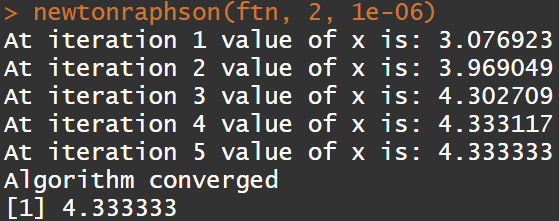 > newtonraphson(ftn, 2, 1e-06)
At iteration 1 value of x is: 3.076923
At iteration 2 value of x is: 3.969049
At iteration 3 value of x is: 4.302709
At iteration 4 value of x is: 4.333117
At iteration 5 value of x is: 4.333333
Algorithm converged
[1] 4.333333